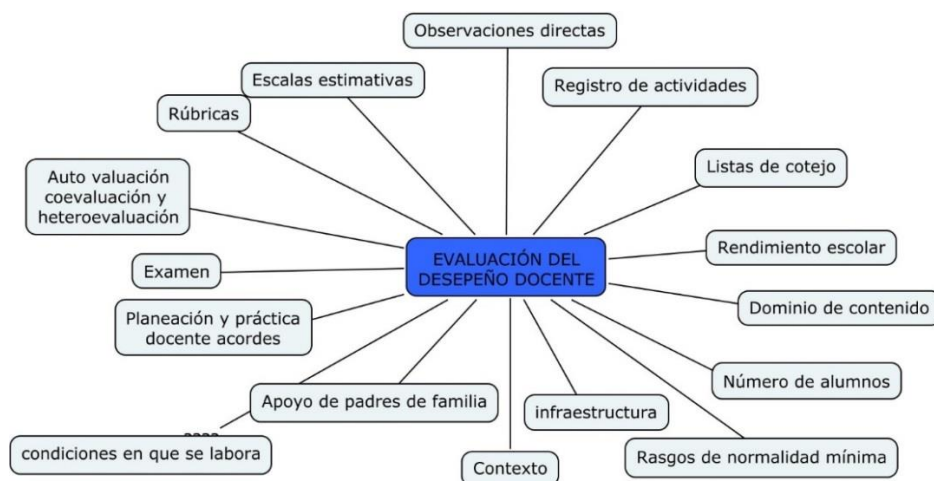 Observaciones directas
Escalas estimativas
Registro de actividades
Rúbricas
Listas de cotejo
Auto valuación
coevaluación y
heteroevaluación
EVALUACIÓN DEL
DESEPEÑO DOCENTE
Rendimiento escolar
Examen
Dominio de contenido
Planeación y práctica
docente acordes
Número de alumnos
Apoyo de padres de familia
infraestructura
condiciones en que se labora
Contexto
Rasgos de normalidad mínima